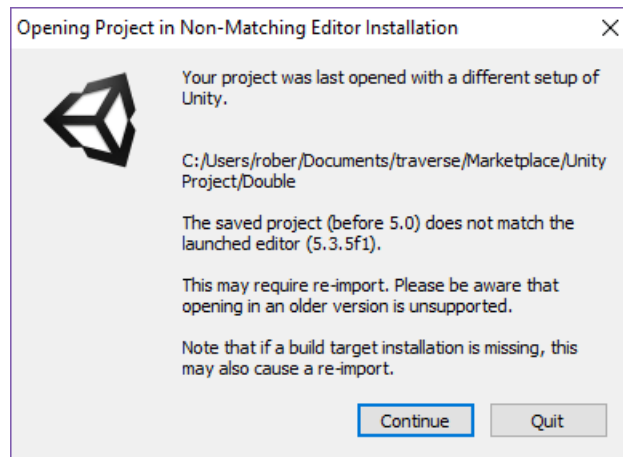 Opening Project in Non-Matching Editor Installation
Your project was last opened with a different setup of
Unity.
C:/Users/rober/Documents/traverse/Marketplace/Unity
Project/Double
The saved project (before 5.0) does not match the
launched editor (5.3.5f1).
This may require re-import. Please be aware that
opening in an older version is unsupported.
Note that if a build target installation is missing, this
may also cause a re-import.
Continue
Quit